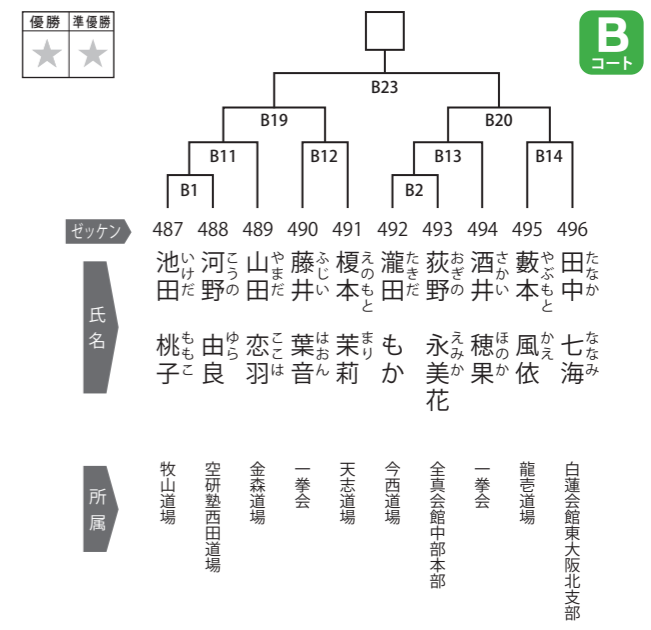 優勝 準優勝
B
コート
B23
B19 B20
B11 B12 B13 B14
B1 B2
ゼッケン 487 488 489 490 491 492 493 494 495 496
氏名
池田 桃子
いけだ ももこ
河野 由良
こうの ゆら
山田 恋羽
やまだ ここは
藤井 葉音
ふじい はおん
榎本 茉莉
えのもと まり
瀧田 もか
たきだ
荻野 永美花
おぎの えみか
酒井 穂果
さかい ほのか
藪本 風依
やぶもと かえ
田中 七海
たなか ななみ
所属
牧山道場
空研塾西田道場
金森道場
一拳会
天志道場
今西道場
全真会館中部本部
一拳会
龍壱道場
白蓮会館東大阪北支部